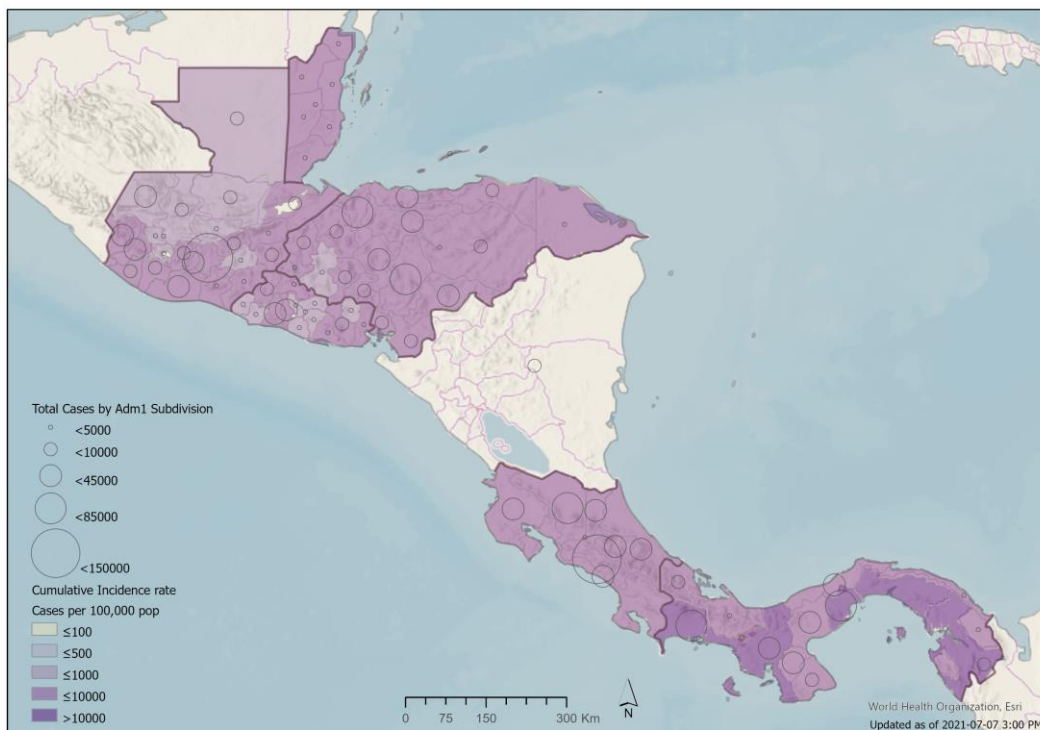 Total Cases by Adm1 Subdivision
<5000
<10000
<45000
<85000
<150000
Cumulative Incidence rate
Cases per 100,000 pop
≤100
≤500
≤1000
≤10000
>10000
0 75 150 300 Km
N
World Health Organization, Esri
Updated as of 2021-07-07 3:00 PM